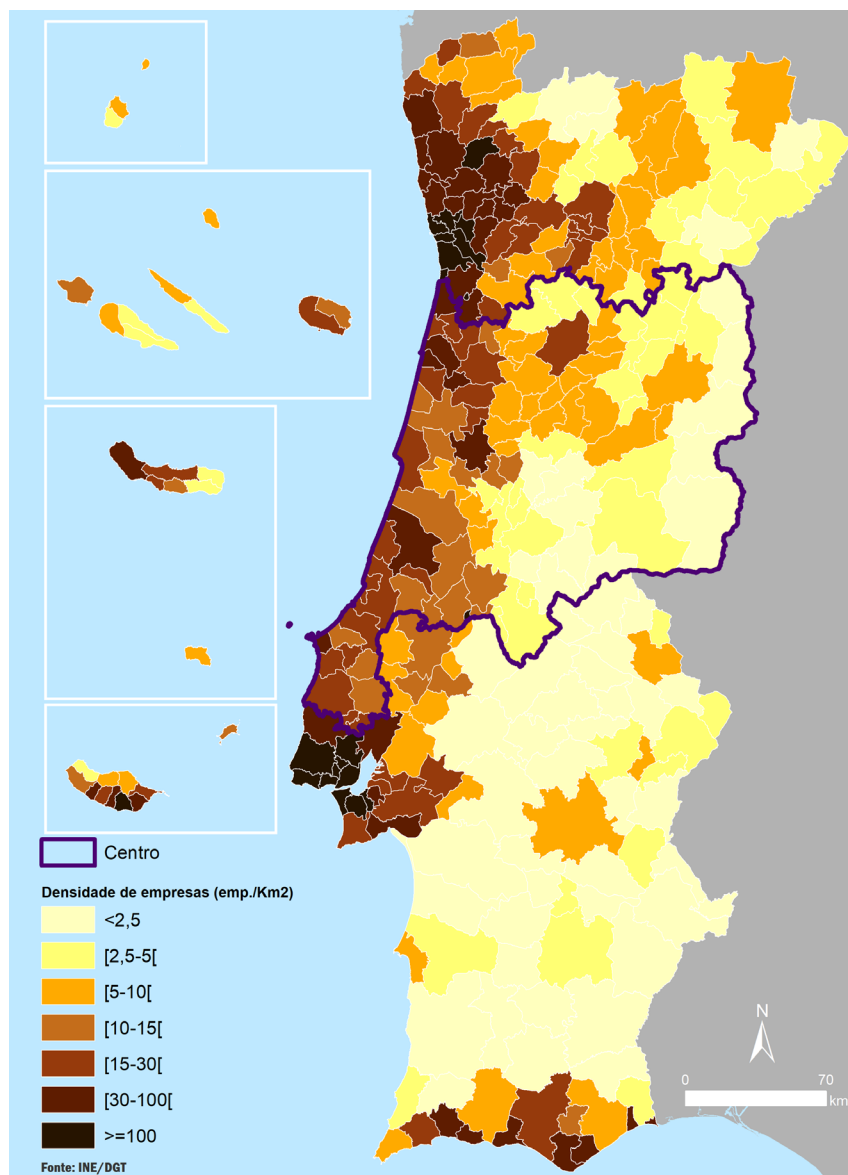 Centro
Densidade de empresas (emp./Km2)
<2,5
[2,5-5[
[5-10[
[10-15[
[15-30[
[30-100[
>=100
Fonte: INE/DGT
N
0 70
km